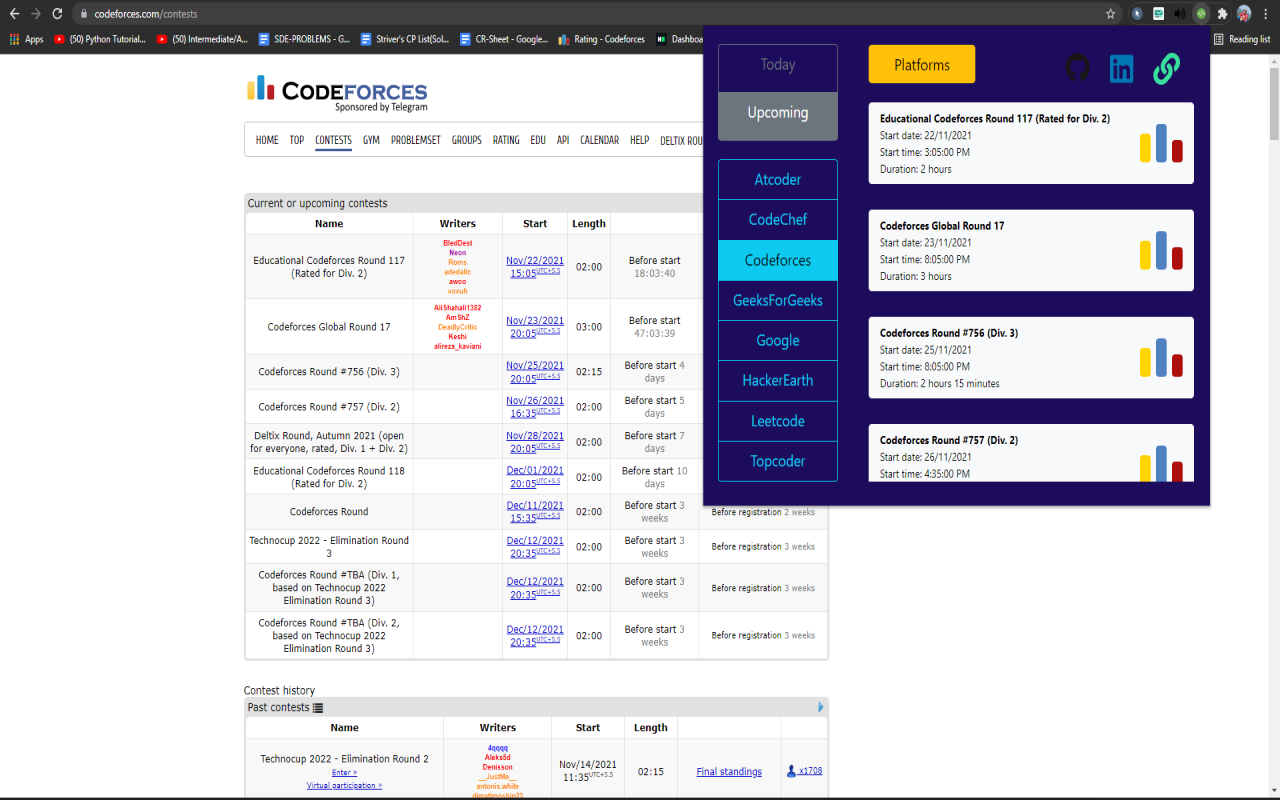 codeforces.com/contests
Apps
(50) Python Tutorial...
(50) Intermediate/A...
SDE-PROBLEMS - G...
Striver's CP List(Sol...
CR-Sheet - Google...
Rating - Codeforces
Dashboa
Reading list
CODEFORCES
Sponsored by Telegram
HOME TOP CONTESTS GYM PROBLEMSET GROUPS RATING EDU API CALENDAR HELP DELTIX ROU
Current or upcoming contests
Name Writers Start Length
Educational Codeforces Round 117
(Rated for Div. 2)
BledDest
Neon
Roms
adedalic
awoo
vovuh
Nov/22/2021
15:05UTC+5.5
02:00
Before start
18:03:40
Codeforces Global Round 17
AliShahali1382
AmShZ
DeadlyCritic
Keshi
alireza_kaviani
Nov/23/2021
20:05UTC+5.5
03:00
Before start
47:03:39
Codeforces Round #756 (Div. 3)
Nov/25/2021
20:05UTC+5.5
02:15
Before start 4
days
Codeforces Round #757 (Div. 2)
Nov/26/2021
16:35UTC+5.5
02:00
Before start 5
days
Deltix Round, Autumn 2021 (open
for everyone, rated, Div. 1 + Div. 2)
Nov/28/2021
20:05UTC+5.5
02:00
Before start 7
days
Educational Codeforces Round 118
(Rated for Div. 2)
Dec/01/2021
20:05UTC+5.5
02:00
Before start 10
days
Codeforces Round
Dec/11/2021
15:35UTC+5.5
02:00
Before start 3
weeks
Before registration 2 weeks
Technocup 2022 - Elimination Round
3
Dec/12/2021
20:35UTC+5.5
02:00
Before start 3
weeks
Before registration 3 weeks
Codeforces Round #TBA (Div. 1,
based on Technocup 2022
Elimination Round 3)
Dec/12/2021
20:35UTC+5.5
02:00
Before start 3
weeks
Before registration 3 weeks
Codeforces Round #TBA (Div. 2,
based on Technocup 2022
Elimination Round 3)
Dec/12/2021
20:35UTC+5.5
02:00
Before start 3
weeks
Before registration 3 weeks
Contest history
Past contests
Name Writers Start Length
Technocup 2022 - Elimination Round 2
Enter »
Virtual participation »
4qqqq
Aleks5d
Denisson
__JustMe__
antonis.white
dimatimoshin23
Nov/14/2021
11:35UTC+5.5
02:15
Final standings
x1708
Today
Upcoming
Atcoder
CodeChef
Codeforces
GeeksForGeeks
Google
HackerEarth
Leetcode
Topcoder
Platforms
Educational Codeforces Round 117 (Rated for Div. 2)
Start date: 22/11/2021
Start time: 3:05:00 PM
Duration: 2 hours
Codeforces Global Round 17
Start date: 23/11/2021
Start time: 8:05:00 PM
Duration: 3 hours
Codeforces Round #756 (Div. 3)
Start date: 25/11/2021
Start time: 8:05:00 PM
Duration: 2 hours 15 minutes
Codeforces Round #757 (Div. 2)
Start date: 26/11/2021
Start time: 4:35:00 PM